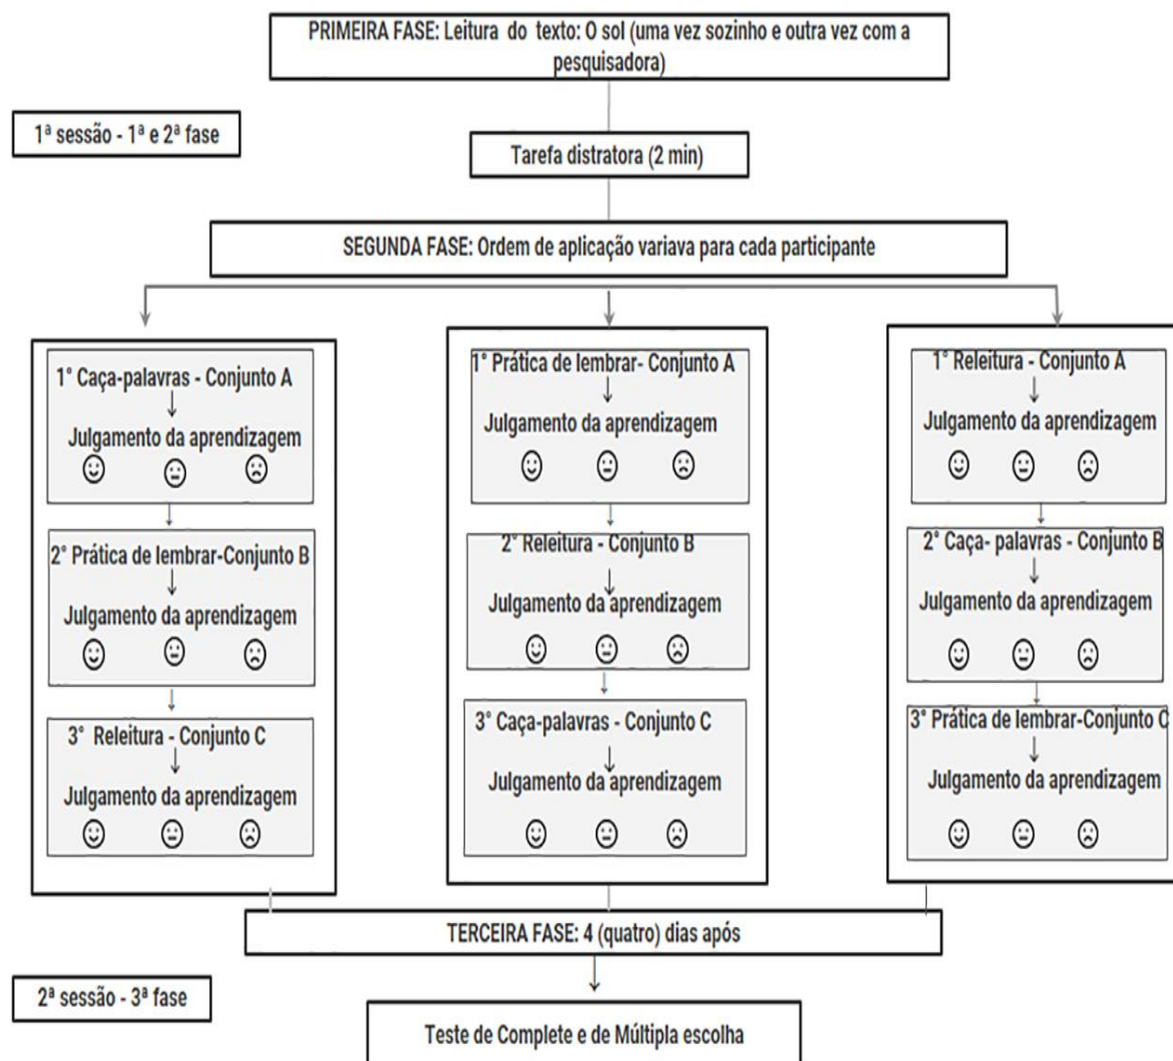 PRIMEIRA FASE: Leitura do texto: O sol (uma vez sozinho e outra vez com a
pesquisadora)
1ª sessão - 1ª e 2ª fase
Tarefa distratora (2 min)
SEGUNDA FASE: Ordem de aplicação variava para cada participante
1° Caça-palavras - Conjunto A
Julgamento da aprendizagem
2° Prática de lembrar-Conjunto B
Julgamento da aprendizagem
3° Releitura - Conjunto C
Julgamento da aprendizagem
1° Prática de lembrar- Conjunto A
Julgamento da aprendizagem
2° Releitura - Conjunto B
Julgamento da aprendizagem
3° Caça-palavras - Conjunto C
Julgamento da aprendizagem
1° Releitura - Conjunto A
Julgamento da aprendizagem
2° Caça- palavras - Conjunto B
Julgamento da aprendizagem
3° Prática de lembrar-Conjunto C
Julgamento da aprendizagem
TERCEIRA FASE: 4 (quatro) dias após
2ª sessão - 3ª fase
Teste de Complete e de Múltipla escolha